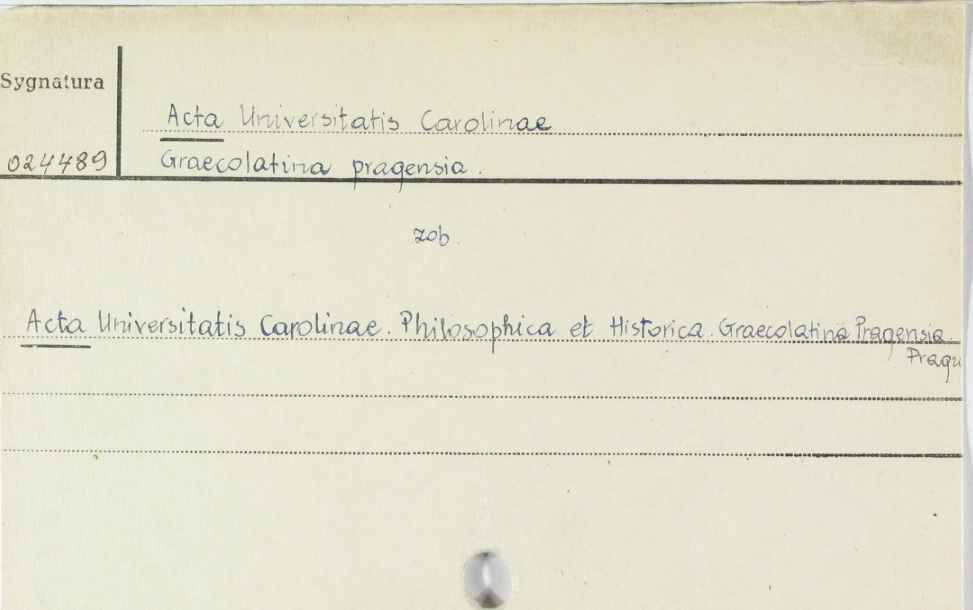 Sygnatura
Acta Universitatis Carolinae
024489
Graecolatina pragensia.
zob.
Acta Universitatis Carolinae. Philosophica et Historica. Graecolatina Pragensia.
Pragu